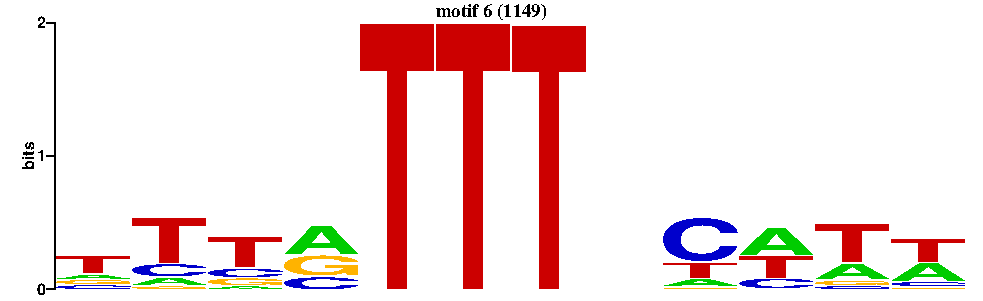 motif 6 (1149)
2
bits
1
0
T T T A T T T C A T T
A C C G T T A A
G A G C A C G C
C G A G C G